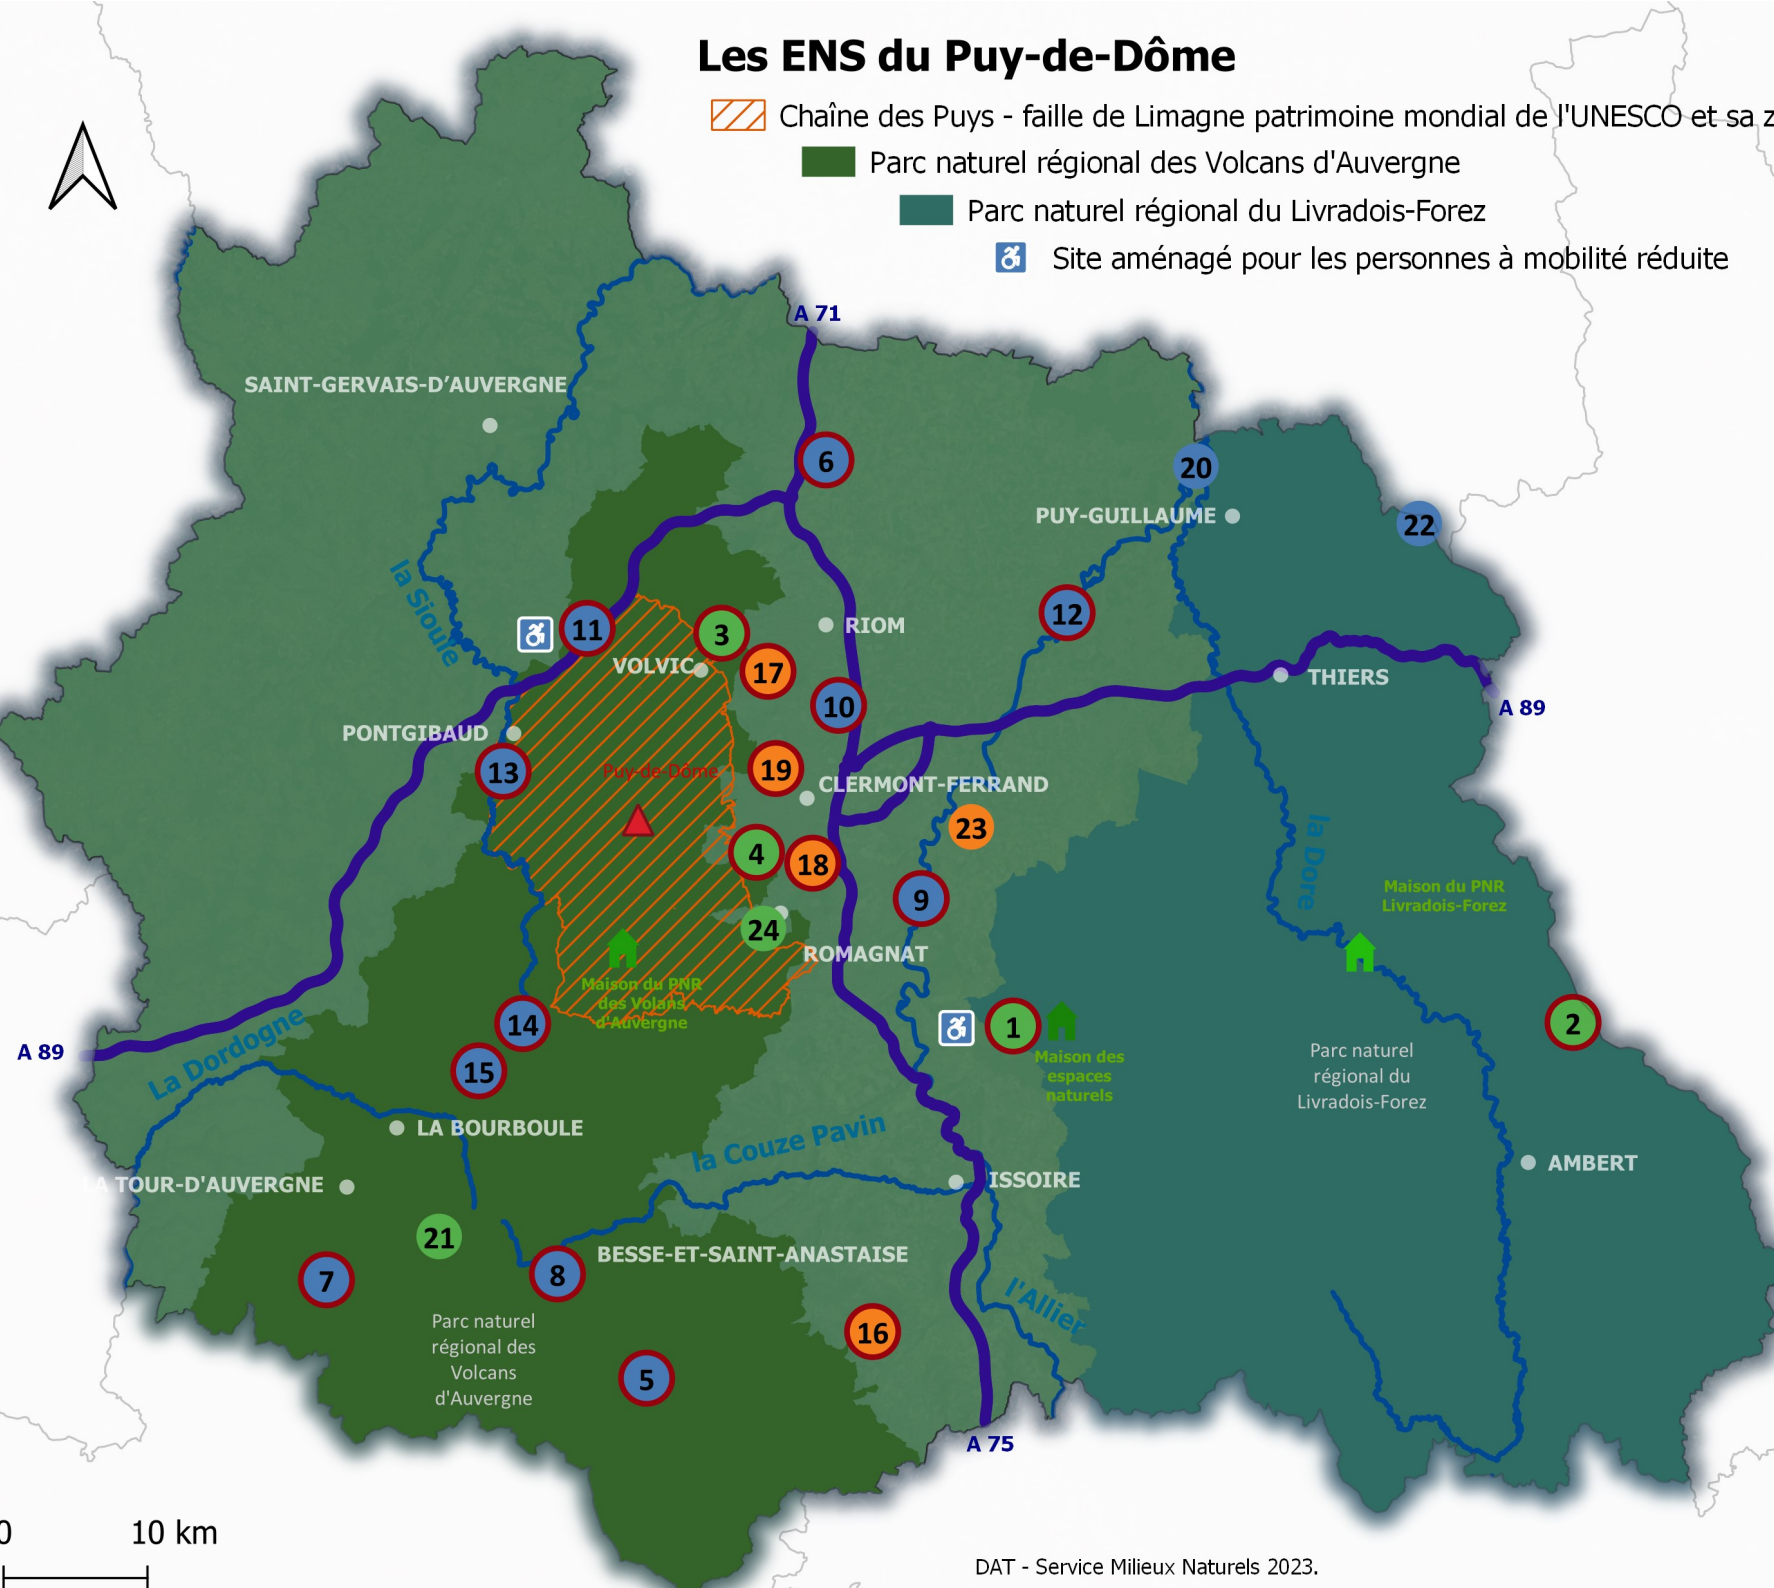 Les ENS du Puy-de-Dôme
Chaîne des Puys - faille de Limagne patrimoine mondial de l'UNESCO et sa z
Parc naturel régional des Volcans d'Auvergne
Parc naturel régional du Livradois-Forez
Site aménagé pour les personnes à mobilité réduite
A 71
SAINT-GERVAIS-D'AUVERGNE
6
20
PUY-GUILLAUME
22
la Sioule
12
11
3
RIOM
VOLVIC
17
THIERS
10
A 89
PONTGIBAUD
13
Puy-de-Dôme
19
CLERMONT-FERRAND
23
4
18
la Dore
9
Maison du PNR
Livradois-Forez
24
ROMAGNAT
Maison du PNR
des Volans
d'Auvergne
14
1
2
A 89
La Dordogne
15
Maison des
espaces
naturels
Parc naturel
régional du
Livradois-Forez
LA BOURBOULE
la Couze Pavin
AMBERT
LA TOUR-D'AUVERGNE
ISSOIRE
21
7
8
BESSE-ET-SAINT-ANASTAISE
l'Allier
Parc naturel
régional des
Volcans
d'Auvergne
16
5
A 75
0
10 km
DAT - Service Milieux Naturels 2023.